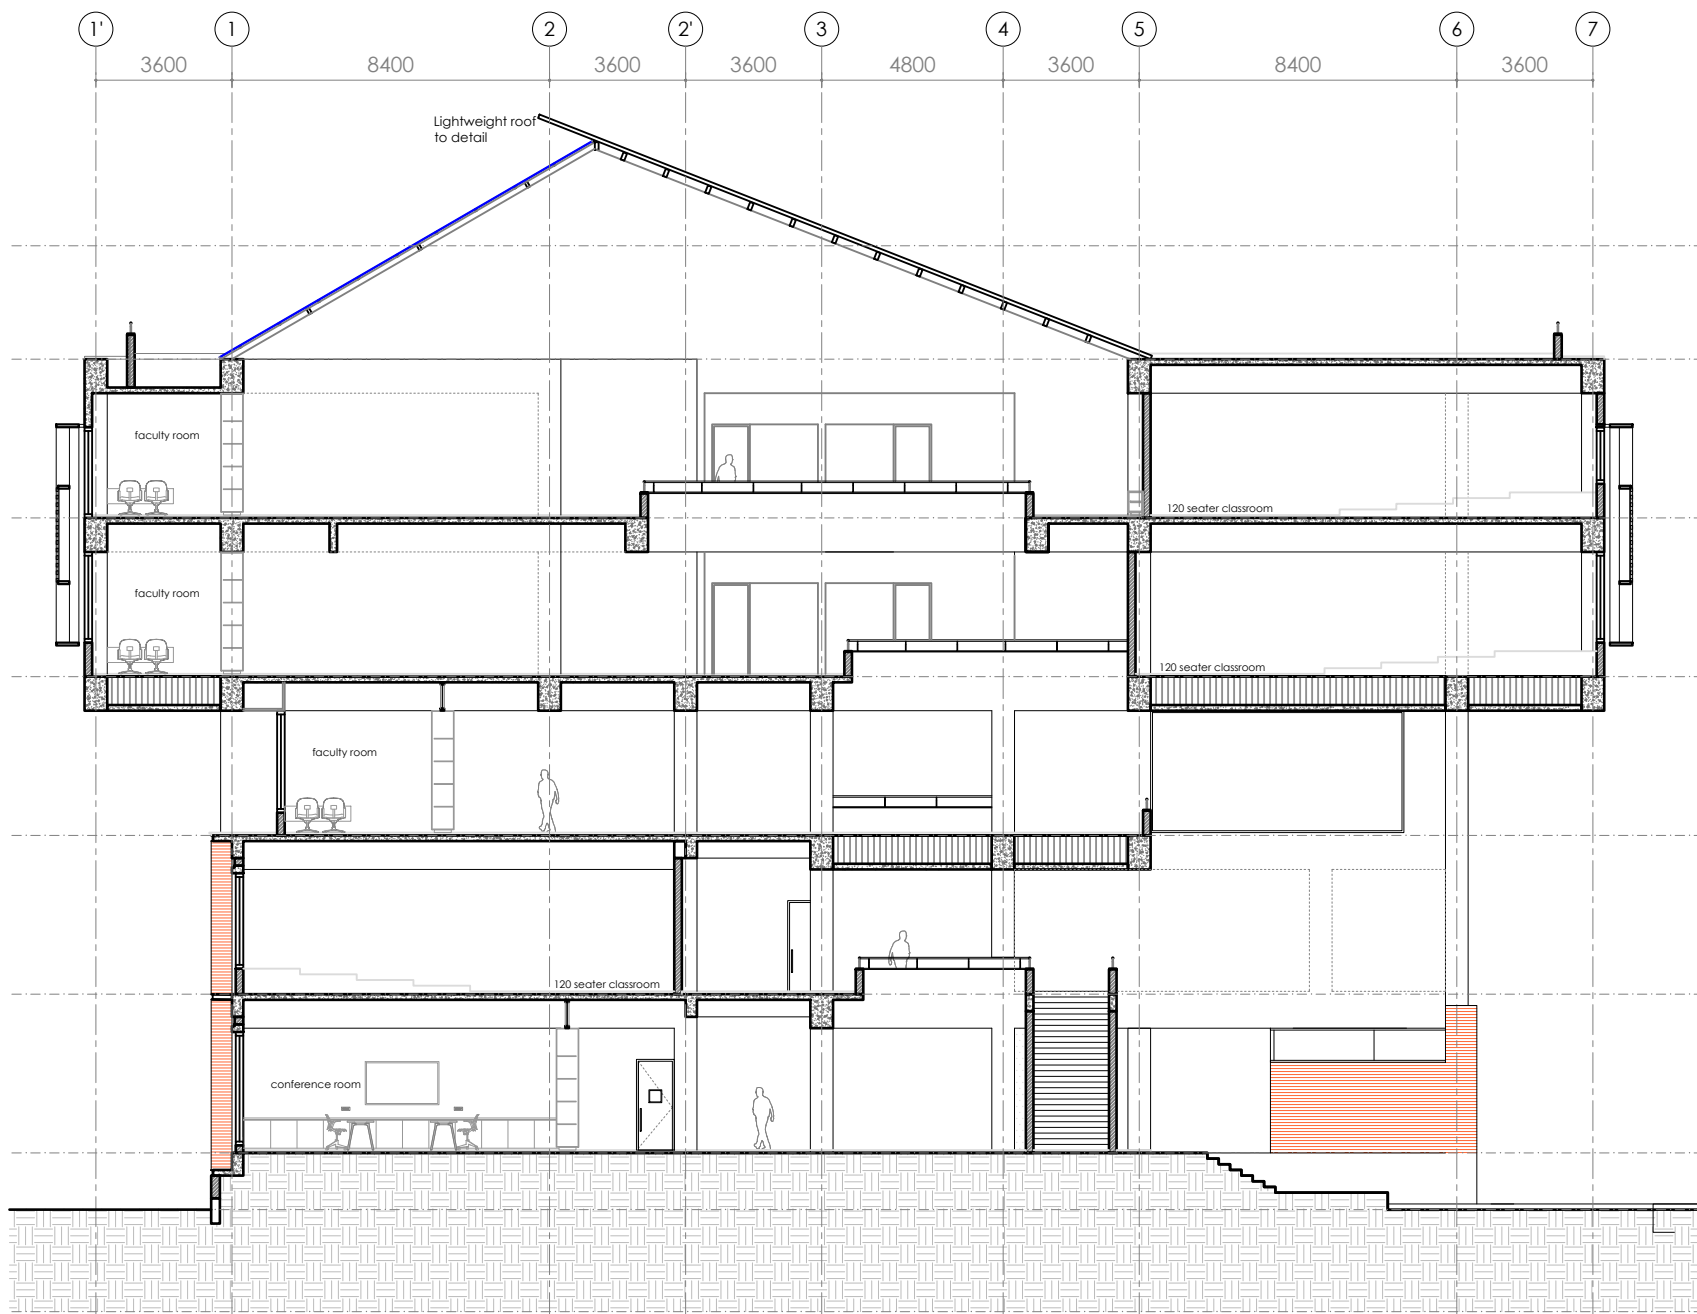 1' 1 2 2' 3 4 5 6 7
3600 8400 3600 3600 4800 3600 8400 3600
Lightweight roof
to detail
faculty room
120 seater classroom
faculty room
120 seater classroom
faculty room
120 seater classroom
conference room